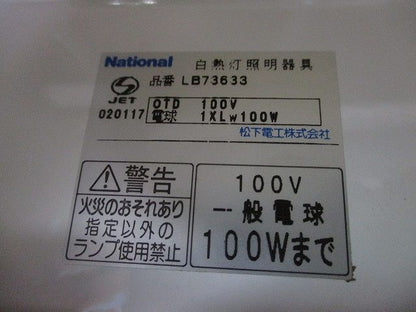 National 白熱灯照明器具
品番 LB73633
S
JET
OTD 100V
020117 電球 1XLw100W
松下電工株式会社
警告
火災のおそれあり
指定以外の
ランプ使用禁止
100V
一般電球
100Wまで